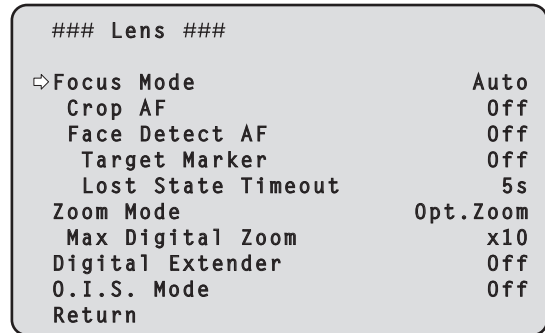 ### Lens ###
⇨Focus Mode Auto
Crop AF Off
Face Detect AF Off
Target Marker Off
Lost State Timeout 5s
Zoom Mode Opt.Zoom
Max Digital Zoom x10
Digital Extender Off
O.I.S. Mode Off
Return